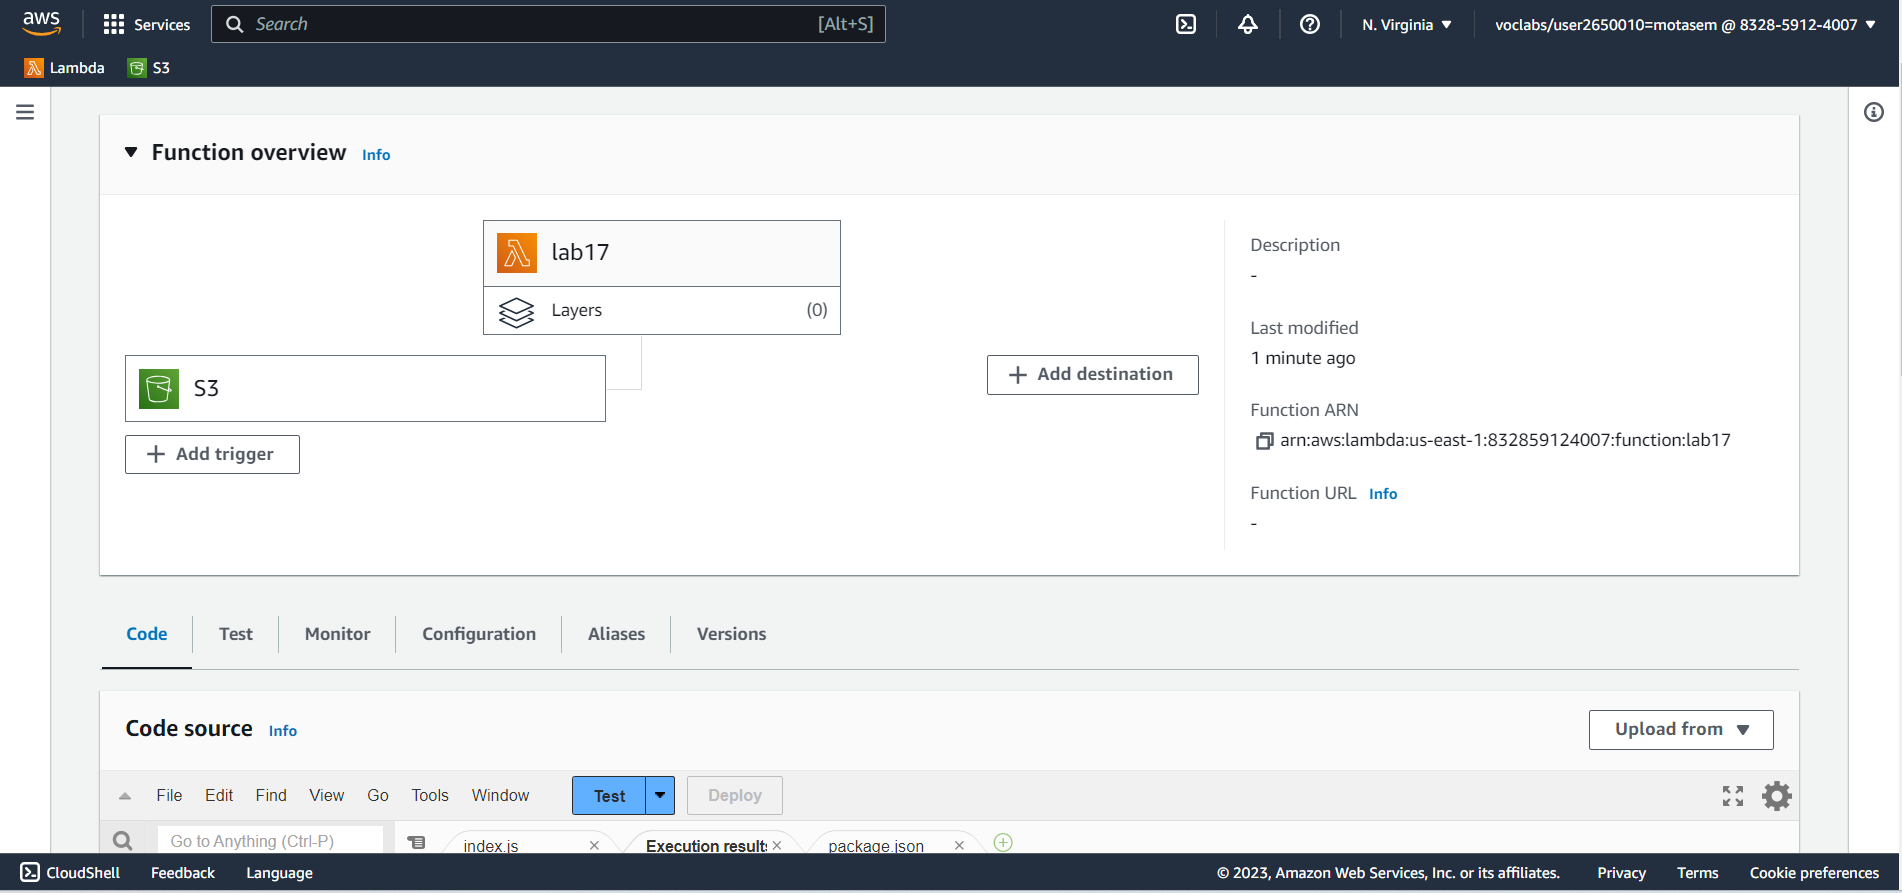 aws
Services
Search
[Alt+S]
N. Virginia
voclabs/user2650010=motasem @ 8328-5912-4007
Lambda
S3
Function overview Info
lab17
Layers (0)
S3
Add trigger
Add destination
Description
-
Last modified
1 minute ago
Function ARN
arn:aws:lambda:us-east-1:832859124007:function:lab17
Function URL Info
-
Code
Test
Monitor
Configuration
Aliases
Versions
Code source Info
Upload from
File
Edit
Find
View
Go
Tools
Window
Test
Deploy
Go to Anything (Ctrl-P)
index.js
Execution results
package.json
CloudShell
Feedback
Language
© 2023, Amazon Web Services, Inc. or its affiliates.
Privacy
Terms
Cookie preferences